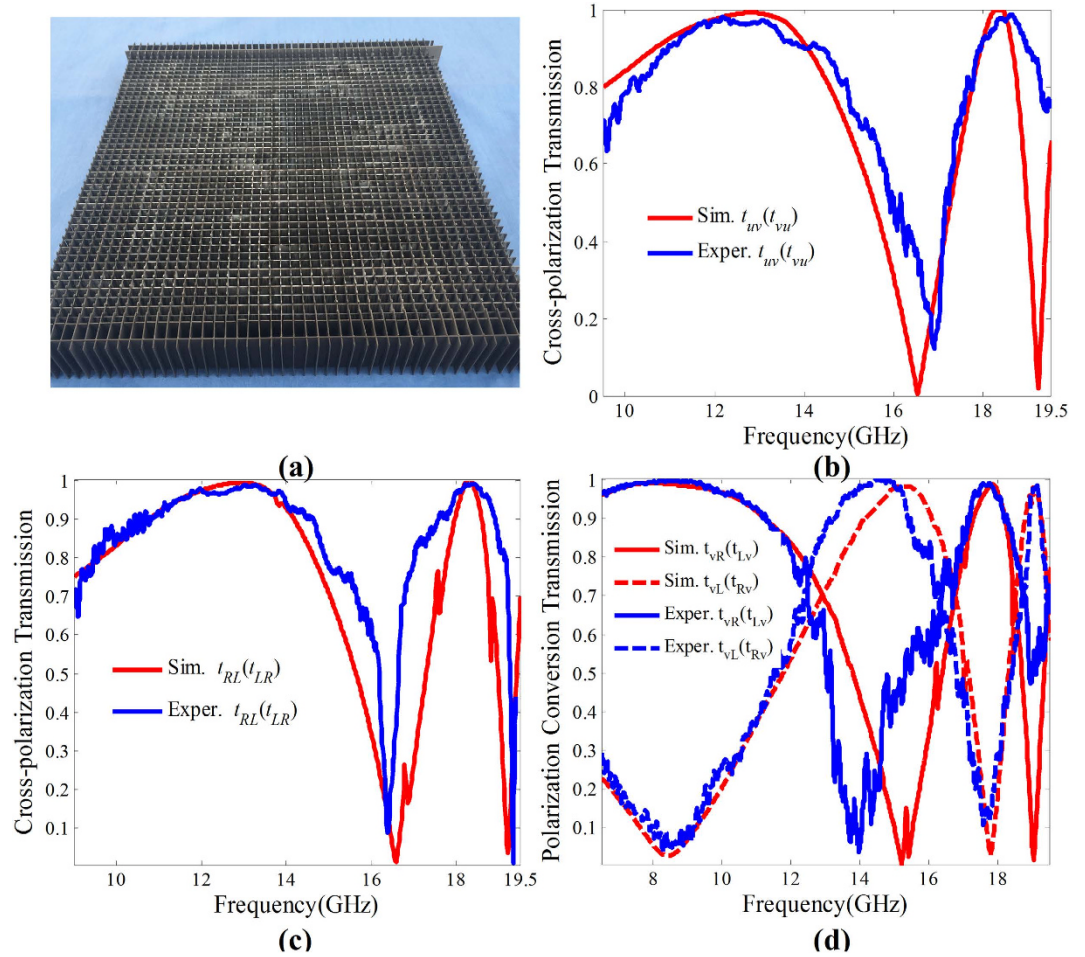 1
0.8
0.6
0.4
0.2
0
Cross-polarization Transmission
Sim. t_uv(t_vu)
Exper. t_uv(t_vu)
10 12 14 16 17 18 19.5
Frequency(GHz)
(a)
(b)
1
0.9
0.8
0.7
0.6
0.5
0.4
0.3
0.2
0.1
Cross-polarization Transmission
Sim. t_RL(t_LR)
Exper. t_RL(t_LR)
10 12 14 16 18 19.5
Frequency(GHz)
(c)
1
0.9
0.8
0.7
0.6
0.5
0.4
0.3
0.2
0.1
Polarization Conversion Transmission
Sim. t_vR(t_Lv)
Sim. t_vL(t_Rv)
Exper. t_vR(t_Lv)
Exper. t_vL(t_Rv)
8 10 12 14 16 18
Frequency(GHz)
(d)